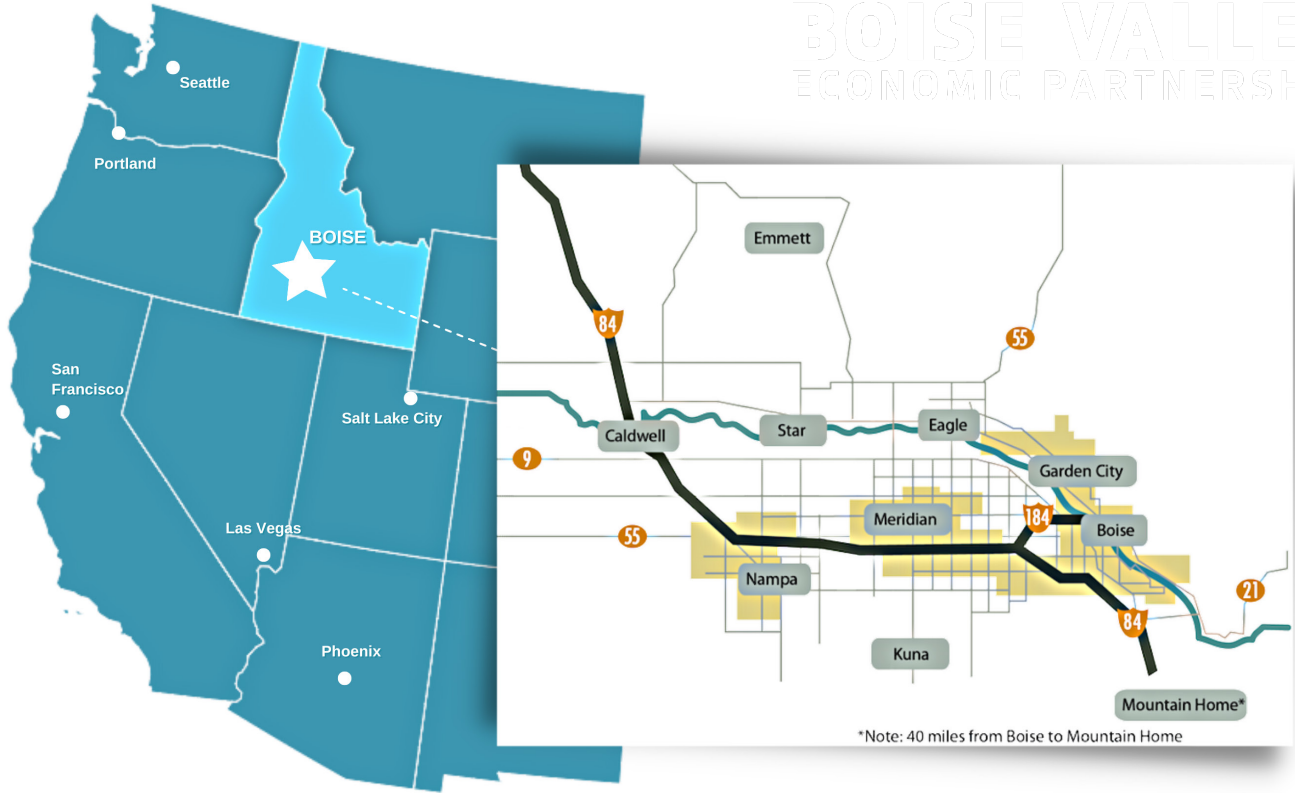 BOISE VALLE
ECONOMIC PARTNERSH
Seattle
Portland
BOISE
San
Francisco
Salt Lake City
Las Vegas
Phoenix
Emmett
84
55
Caldwell
Star
Eagle
9
Garden City
Meridian
184
Boise
55
Nampa
21
84
Kuna
Mountain Home*
*Note: 40 miles from Boise to Mountain Home